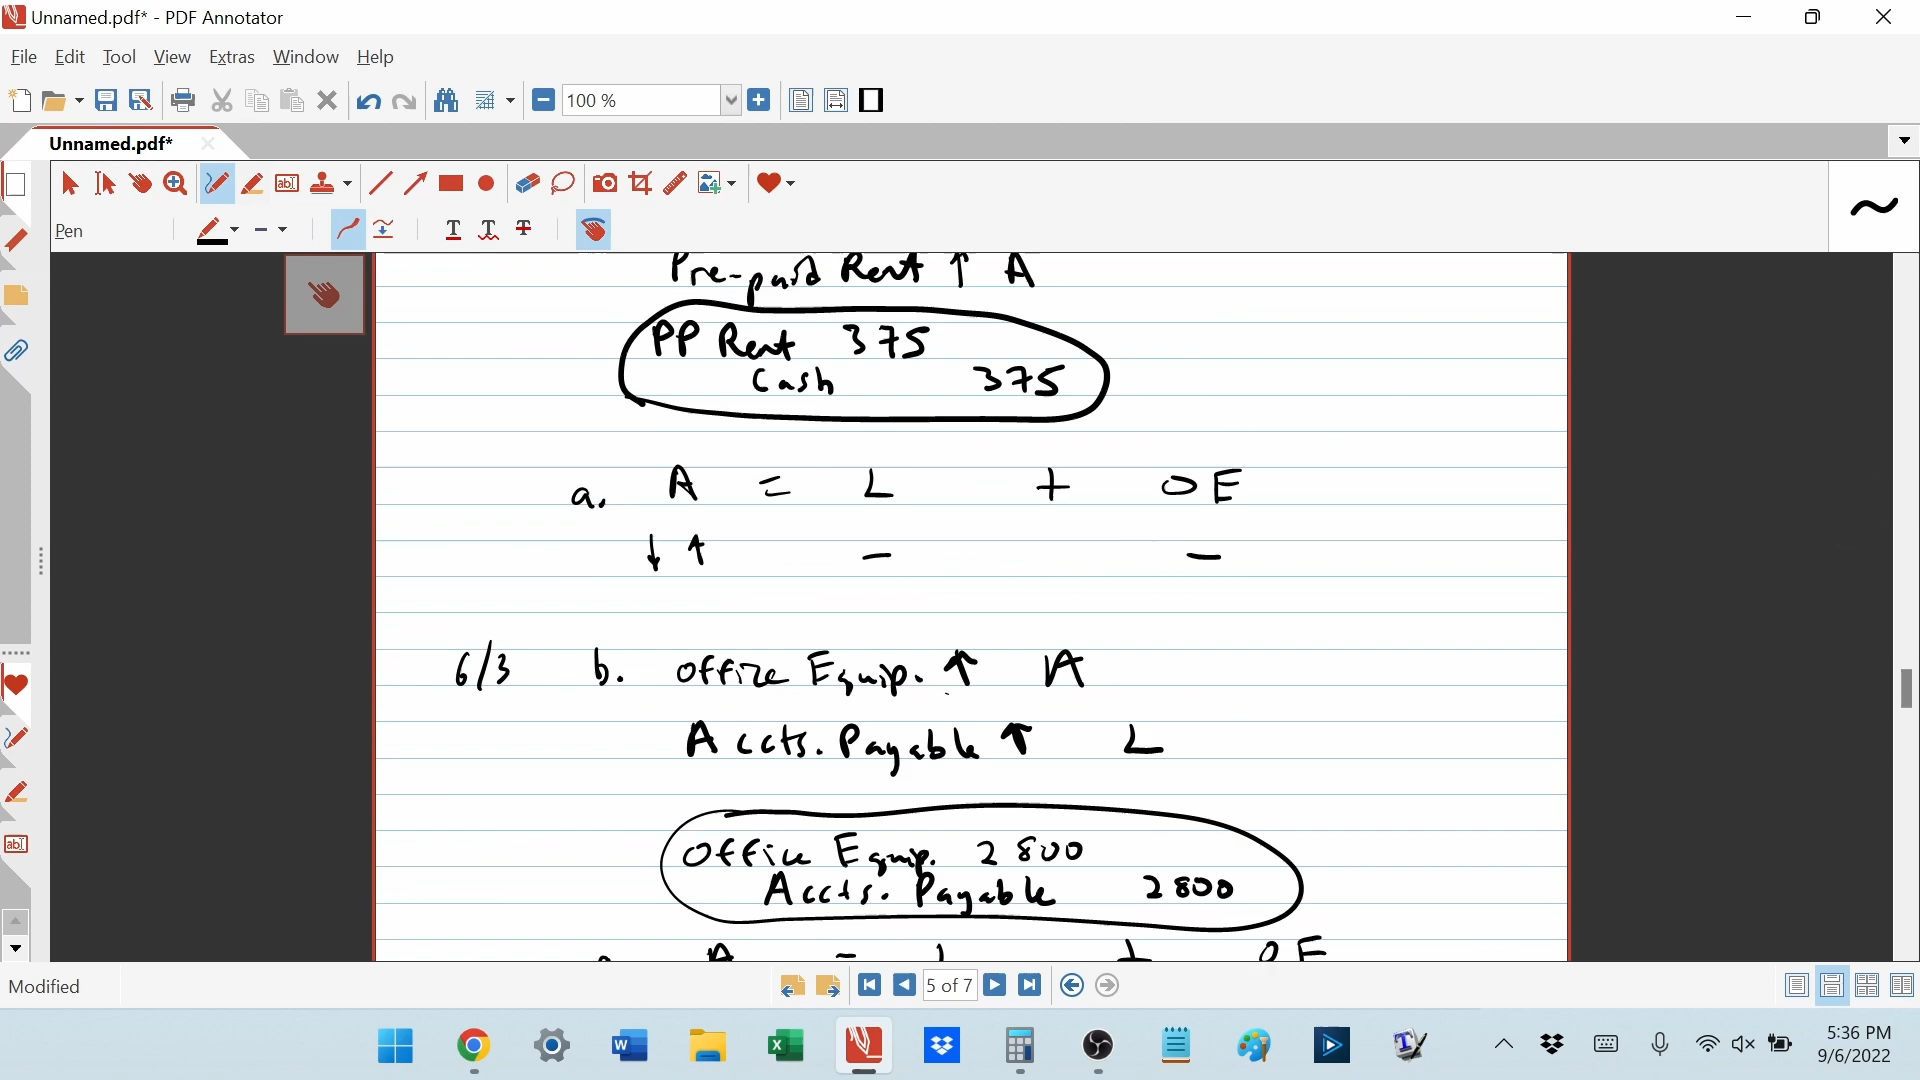 Unnamed.pdf* - PDF Annotator
File Edit Tool View Extras Window Help
100 %
Unnamed.pdf*
Pen
Pre-paid Rent ↑ A
PP Rent 375
Cash 375
a. A = L + OE
↓ ↑ - -
6/3 b. Office Equip. ↑ A
Accts. Payable ↑ L
Office Equip. 2800
Accts. Payable 2800
A = L + OE
Modified
5 of 7
5:36 PM
9/6/2022